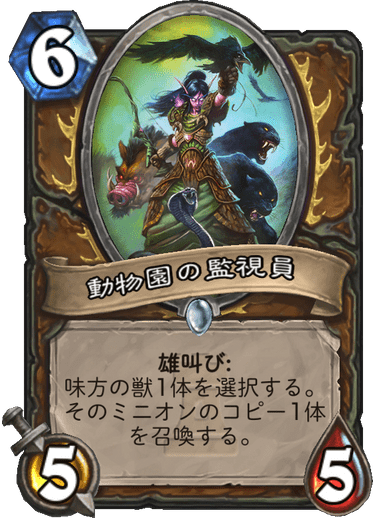 6
動物園の監視員
雄叫び:
味方の獣1体を選択する。
そのミニオンのコピー1体
を召喚する。
5
5